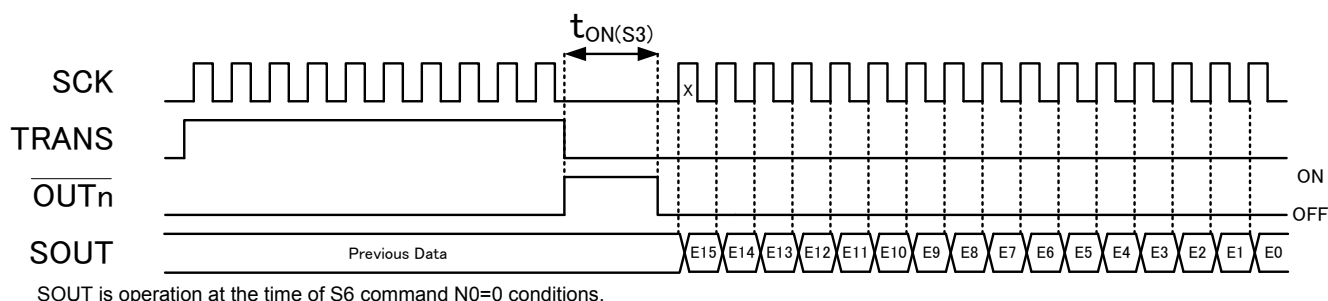 tON(S3)
SCK
X
TRANS
OUTn
ON
OFF
SOUT
Previous Data
E15 E14 E13 E12 E11 E10 E9 E8 E7 E6 E5 E4 E3 E2 E1 E0
SOUT is operation at the time of S6 command N0=0 conditions.